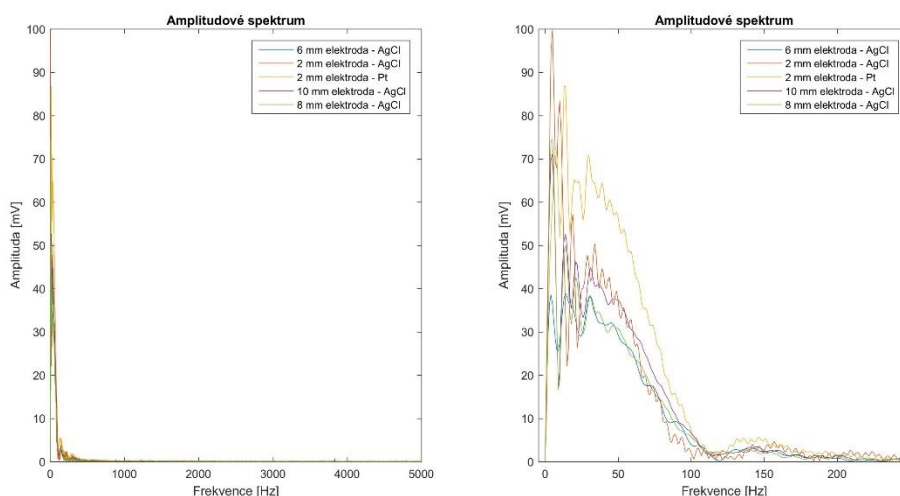 Amplitudové spektrum
100
90
80
70
60
50
40
30
20
10
0
Amplituda [mV]
0
1000
2000
3000
4000
5000
Frekvence [Hz]
6 mm elektroda - AgCl
2 mm elektroda - AgCl
2 mm elektroda - Pt
10 mm elektroda - AgCl
8 mm elektroda - AgCl
Amplitudové spektrum
100
90
80
70
60
50
40
30
20
10
0
Amplituda [mV]
0
50
100
150
200
Frekvence [Hz]
6 mm elektroda - AgCl
2 mm elektroda - AgCl
2 mm elektroda - Pt
10 mm elektroda - AgCl
8 mm elektroda - AgCl